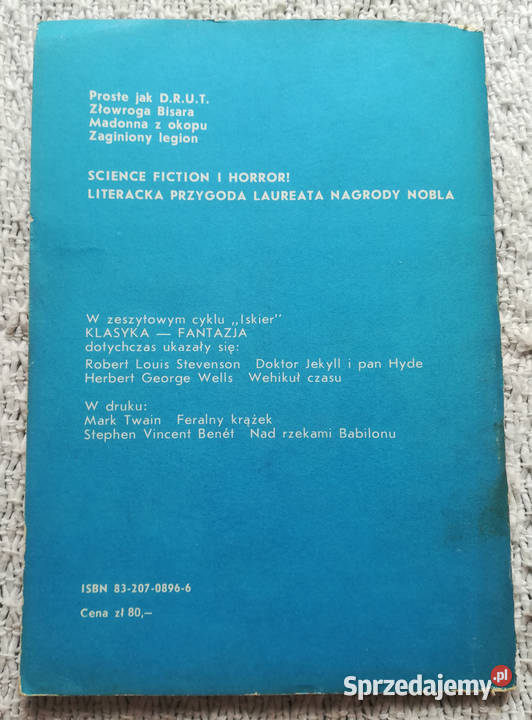 Proste jak D.R.U.T.
Złowroga Bisara
Madonna z okopu
Zaginiony legion
SCIENCE FICTION I HORROR!
LITERACKA PRZYGODA LAUREATA NAGRODY NOBLA
W zeszytowym cyklu „Iskier"
KLASYKA — FANTAZJA
dotychczas ukazały się:
Robert Louis Stevenson Doktor Jekyll i pan Hyde
Herbert George Wells Wehikuł czasu
W druku:
Mark Twain Feralny krążek
Stephen Vincent Benét Nad rzekami Babilonu
ISBN 83-207-0896-6
Cena zł 80,—
Sprzedajemy.pl